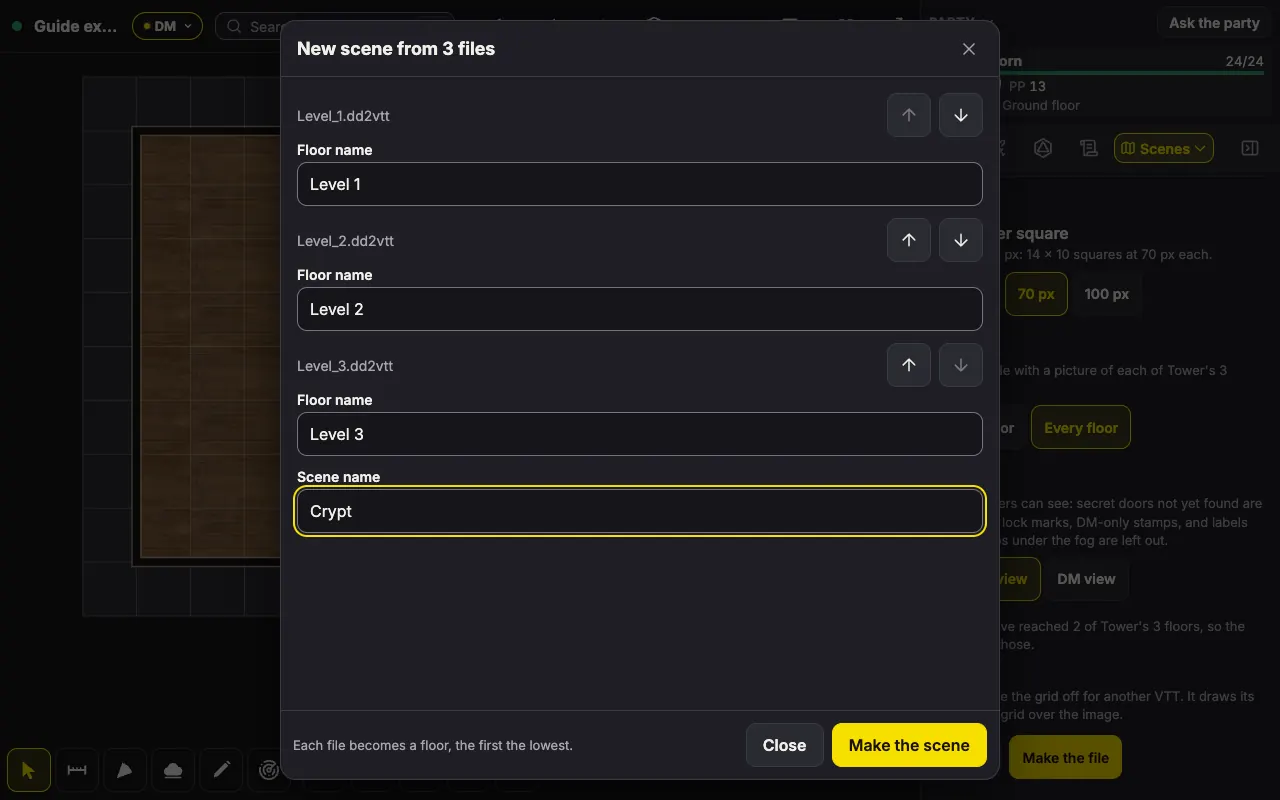 Guide ex...
DM
Sear
PARTY
Ask the party
New scene from 3 files
orn
24/24
PP 13
Ground floor
Level_1.dd2vtt
Floor name
Level 1
Scenes
Level_2.dd2vtt
er square
px: 14 × 10 squares at 70 px each.
Floor name
Level 2
70 px
100 px
Level_3.dd2vtt
le with a picture of each of Tower's 3
Floor name
Level 3
or
Every floor
Scene name
Crypt
ers can see: secret doors not yet found are
lock marks, DM-only stamps, and labels
s under the fog are left out.
view
DM view
ve reached 2 of Tower's 3 floors, so the
hose.
e the grid off for another VTT. It draws its
grid over the image.
Each file becomes a floor, the first the lowest.
Close
Make the scene
Make the file